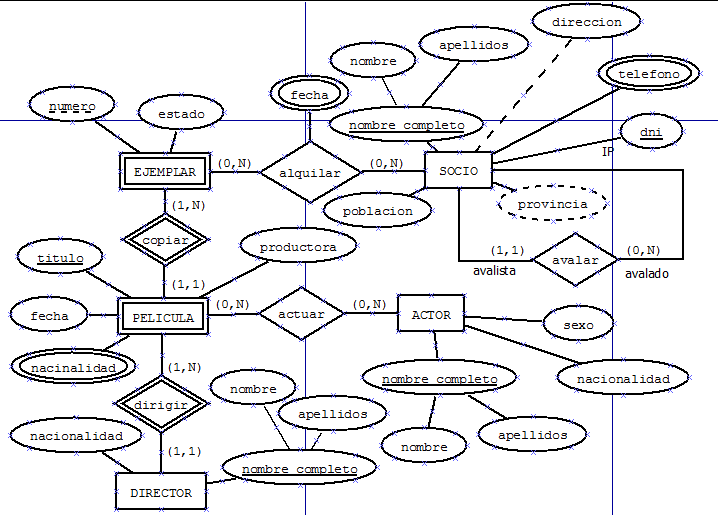 direccion
nombre
apellidos
telefono
fecha
numero
estado
nombre completo
dni
IP
EJEMPLAR
(0,N)
alquilar
(0,N)
SOCIO
(1,N)
poblacion
provincia
copiar
productora
titulo
(1,1)
avalar
(0,N)
avalista
avalado
(1,1)
fecha
PELICULA
(0,N)
actuar
(0,N)
ACTOR
sexo
nacinalidad
(1,N)
nombre
nombre completo
nacionalidad
dirigir
apellidos
nacionalidad
nombre
apellidos
(1,1)
nombre completo
DIRECTOR